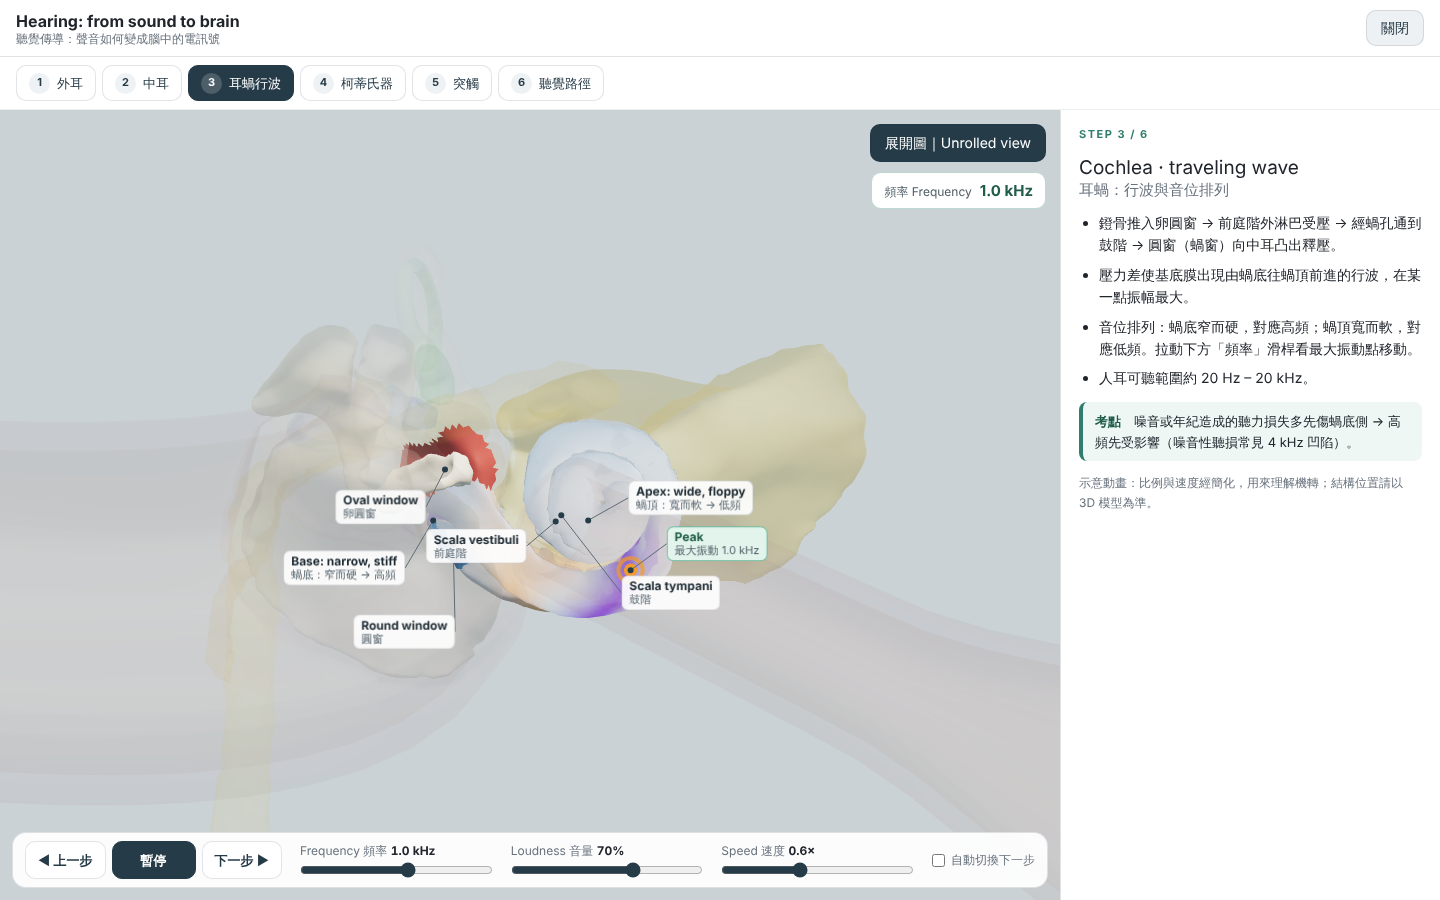 Hearing: from sound to brain
聽覺傳導：聲音如何變成腦中的電訊號
關閉
1 外耳
2 中耳
3 耳蝸行波
4 柯蒂氏器
5 突觸
6 聽覺路徑
展開圖｜Unrolled view
頻率 Frequency 1.0 kHz
Oval window
卵圓窗
Apex: wide, floppy
蝸頂：寬而軟 → 低頻
Scala vestibuli
前庭階
Peak
最大振動 1.0 kHz
Base: narrow, stiff
蝸底：窄而硬 → 高頻
Scala tympani
鼓階
Round window
圓窗
◀ 上一步
暫停
下一步 ▶
Frequency 頻率 1.0 kHz
Loudness 音量 70%
Speed 速度 0.6×
自動切換下一步
STEP 3 / 6
Cochlea · traveling wave
耳蝸：行波與音位排列
• 鐙骨推入卵圓窗 → 前庭階外淋巴受壓 → 經蝸孔通到
鼓階 → 圓窗（蝸窗）向中耳凸出釋壓。
• 壓力差使基底膜出現由蝸底往蝸頂前進的行波，在某
一點振幅最大。
• 音位排列：蝸底窄而硬，對應高頻；蝸頂寬而軟，對
應低頻。拉動下方「頻率」滑桿看最大振動點移動。
• 人耳可聽範圍約 20 Hz – 20 kHz。
考點 噪音或年紀造成的聽力損失多先傷蝸底側 → 高
頻先受影響（噪音性聽損常見 4 kHz 凹陷）。
示意動畫：比例與速度經簡化，用來理解機轉；結構位置請以
3D 模型為準。